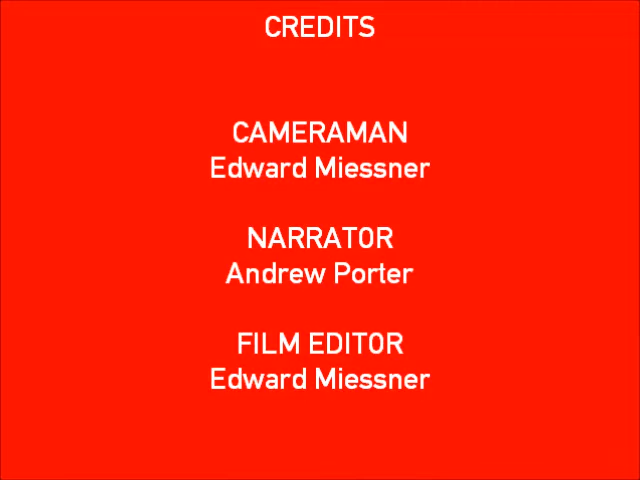 CREDITS
CAMERAMAN
Edward Miessner
NARRATOR
Andrew Porter
FILM EDITOR
Edward Miessner